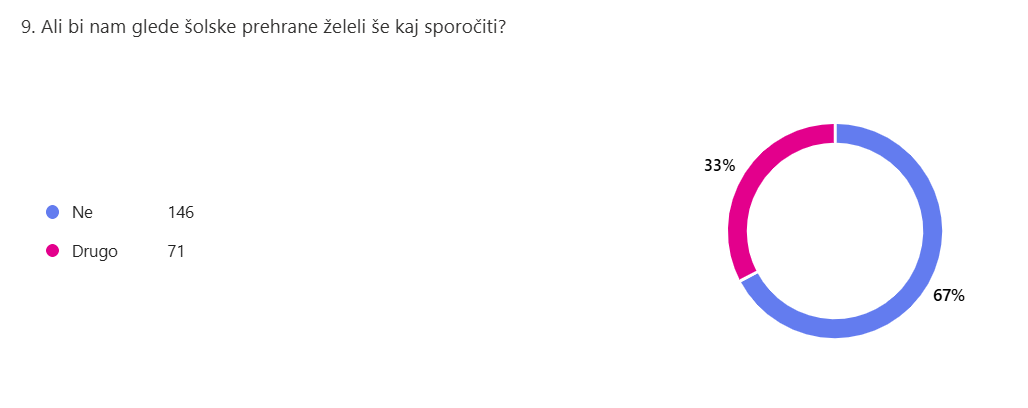 9. Ali bi nam glede šolske prehrane želeli še kaj sporočiti?
33%
Ne 146
Drugo 71
67%